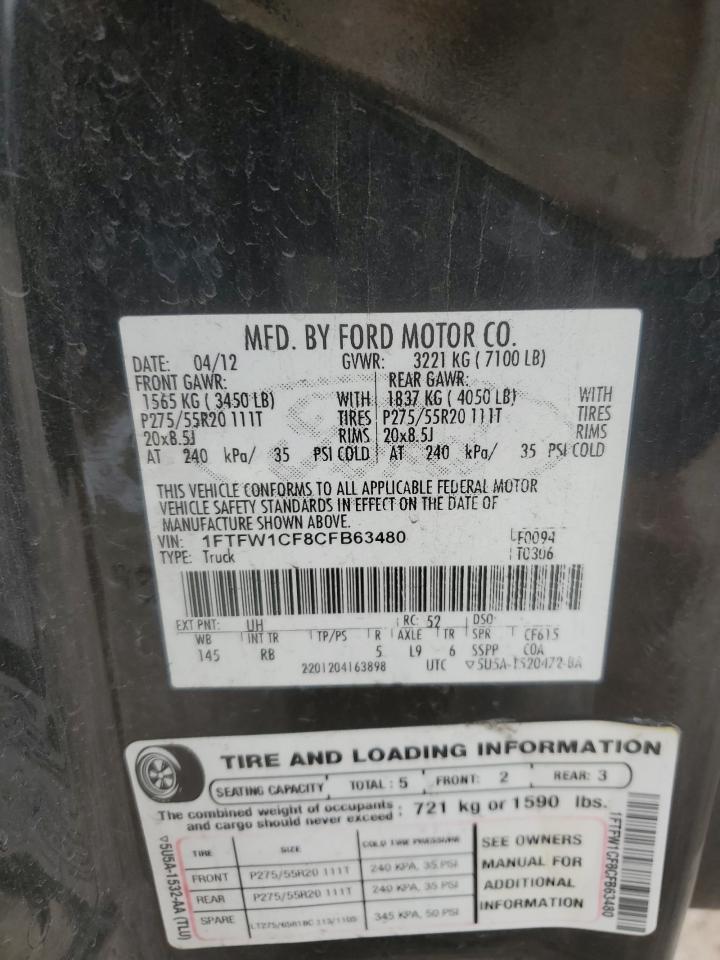 MFD. BY FORD MOTOR CO.
DATE: 04/12 GVWR: 3221 KG ( 7100 LB)
FRONT GAWR: REAR GAWR:
1565 KG ( 3450 LB) WITH 1837 KG ( 4050 LB) WITH
P275/55R20 111T TIRES P275/55R20 111T TIRES
20x8.5J RIMS 20x8.5J RIMS
AT 240 kPa/ 35 PSI COLD AT 240 kPa/ 35 PSI COLD
THIS VEHICLE CONFORMS TO ALL APPLICABLE FEDERAL MOTOR
VEHICLE SAFETY STANDARDS IN EFFECT ON THE DATE OF
MANUFACTURE SHOWN ABOVE.
VIN: 1FTFW1CF8CFB63480 F0094
TYPE: Truck T0306
EXT PNT: UH RC: 52 DSO
WB INT TR TP/PS R AXLE TR SPR CF615
145 RB 5 L9 6 SSPP COA
2201204163898 UTC ▽5U5A-1520472-BA
TIRE AND LOADING INFORMATION
SEATING CAPACITY TOTAL : 5 FRONT: 2 REAR: 3
The combined weight of occupants : 721 kg or 1590 lbs.
and cargo should never exceed
TIRE SIZE COLD TIRE PRESSURE
FRONT P275/55R20 111T 240 KPA, 35 PSI
REAR P275/55R20 111T 240 KPA, 35 PSI
SPARE 345 KPA, 50 PSI
SEE OWNERS
MANUAL FOR
ADDITIONAL
INFORMATION
▽5U5A-1532-AA (TLU)
1FTFW1CF8CFB63480